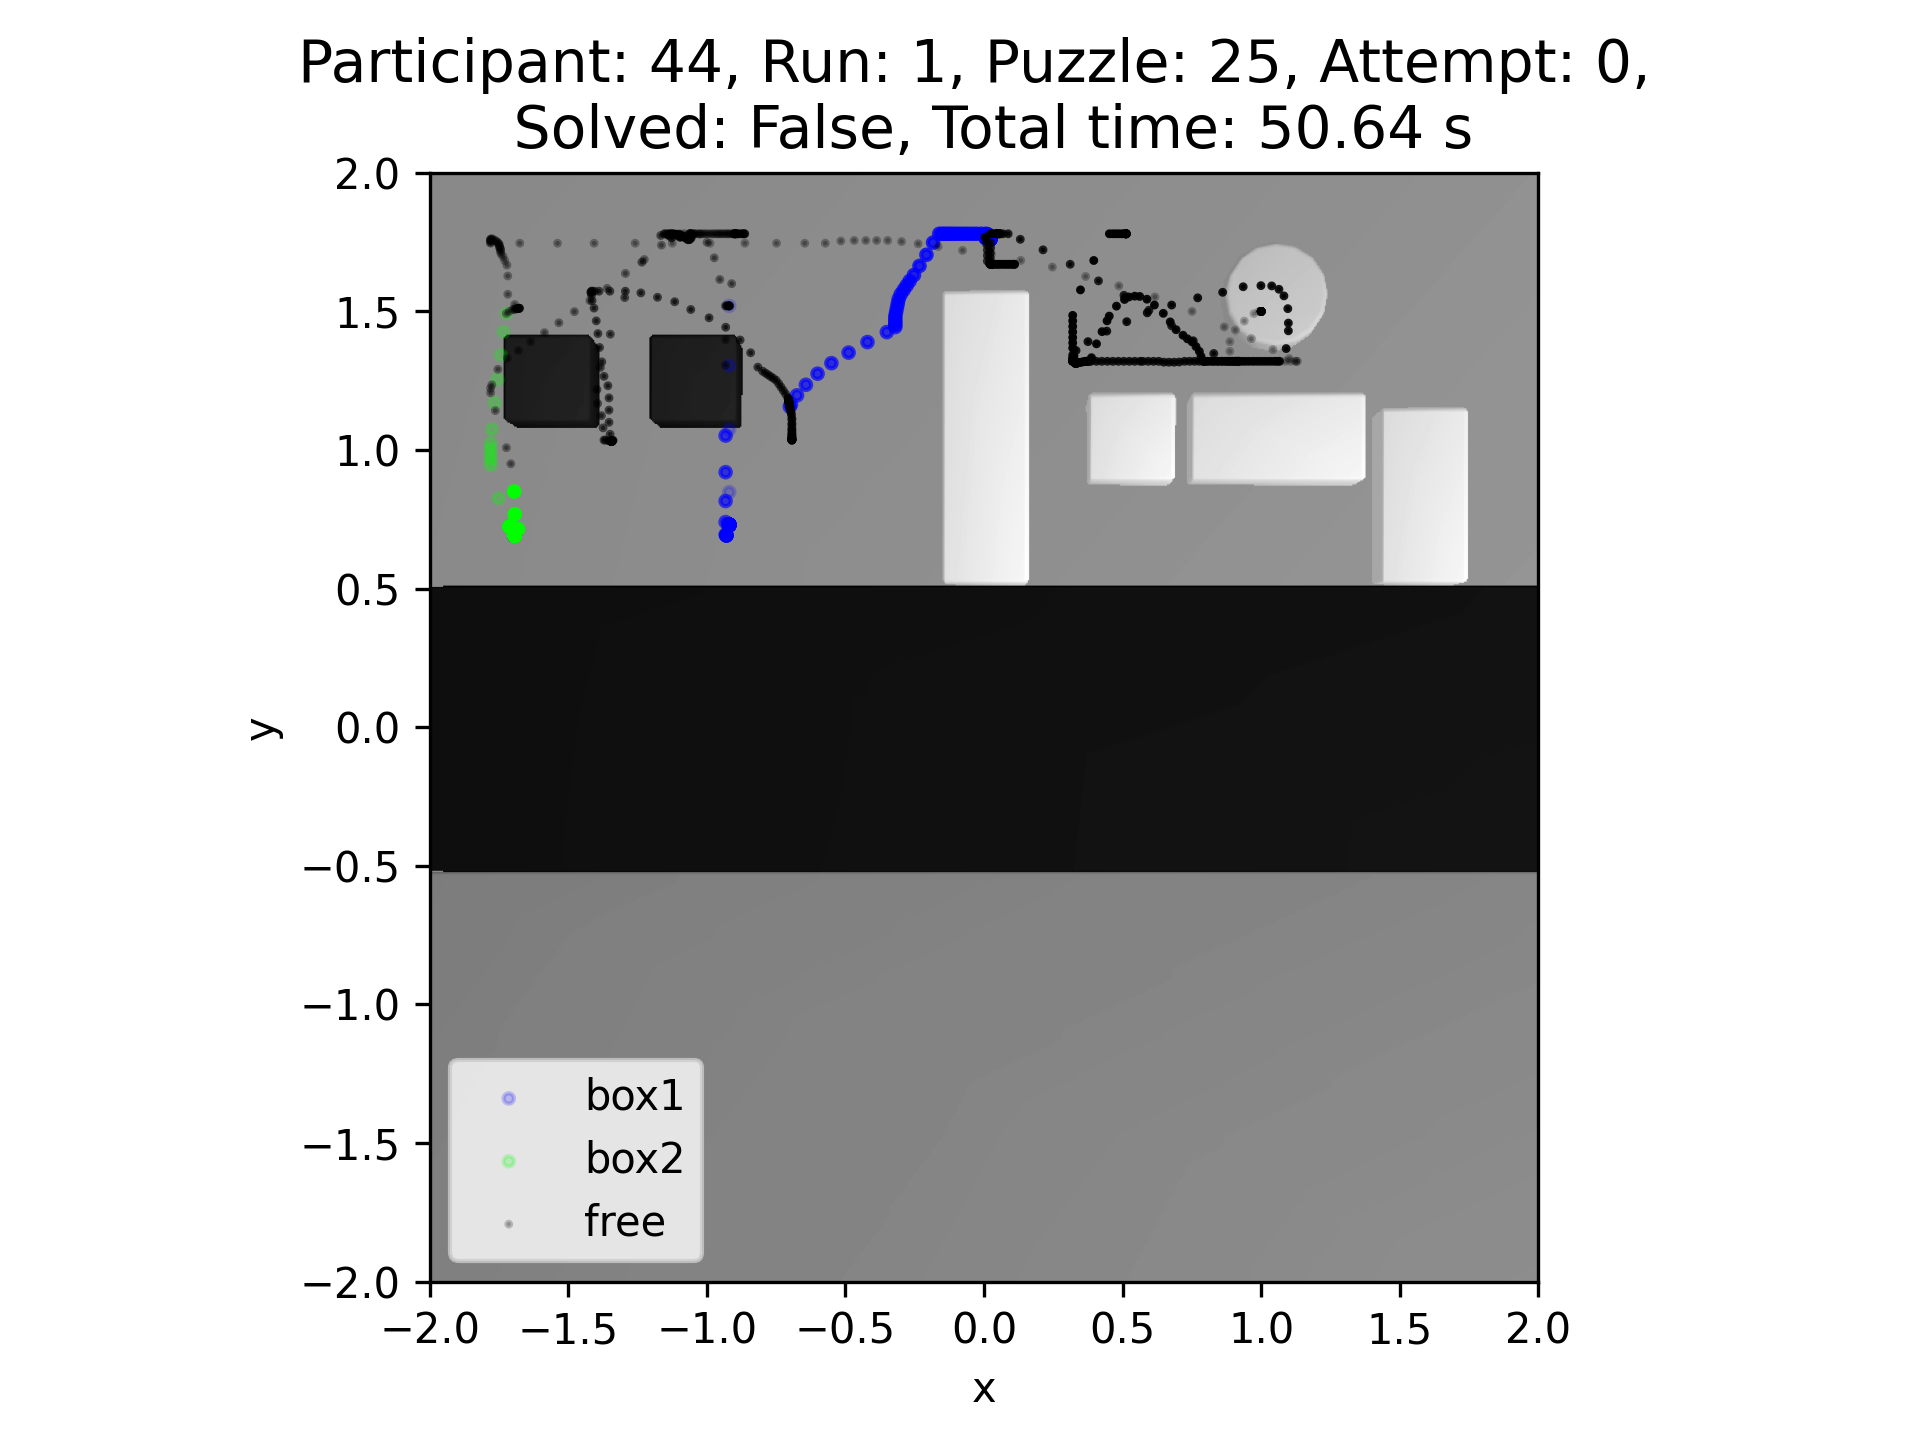 Participant: 44, Run: 1, Puzzle: 25, Attempt: 0,
Solved: False, Total time: 50.64 s
2.0
1.5
1.0
0.5
0.0
−0.5
−1.0
−1.5
−2.0
y
box1
box2
free
−2.0 −1.5 −1.0 −0.5 0.0 0.5 1.0 1.5 2.0
x